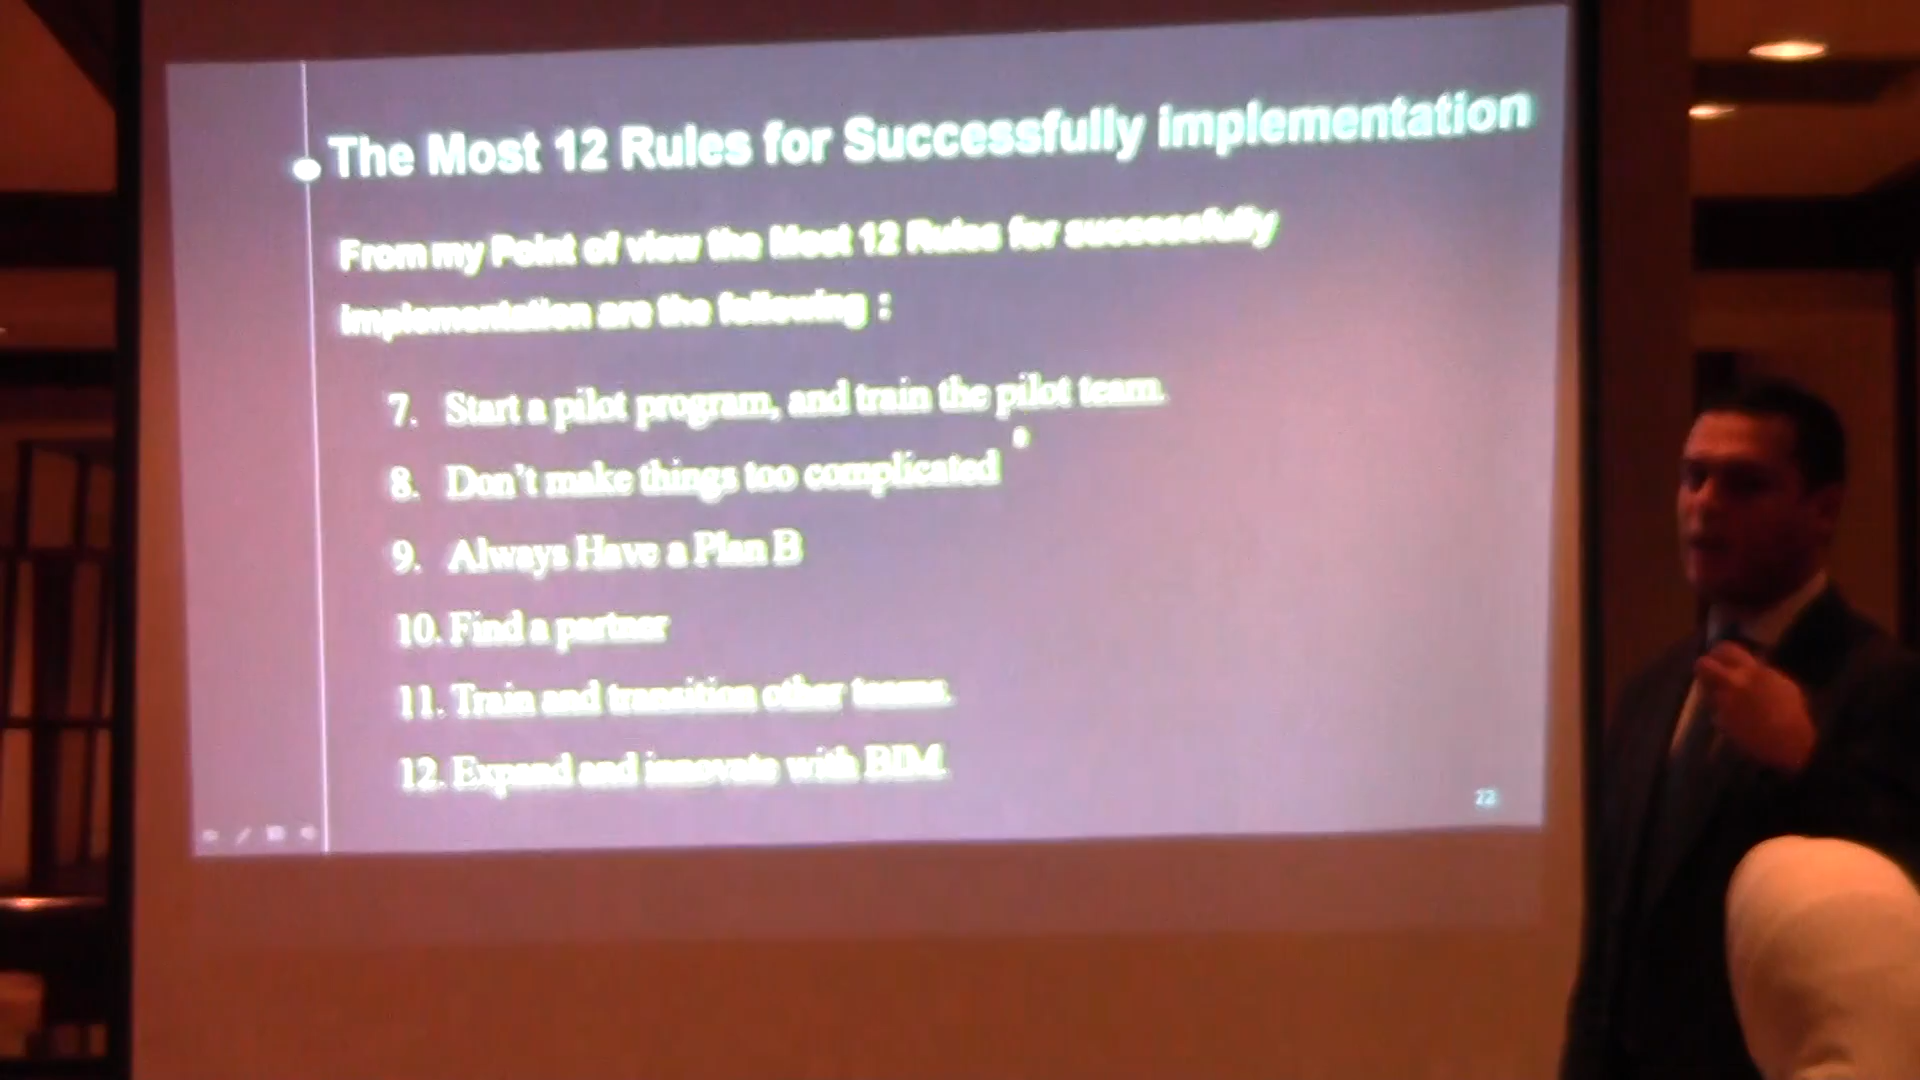 The Most 12 Rules for Successfully implementation
From my Point of view the Most 12 Rules for successfully
implementation are the following :
7. Start a pilot program, and train the pilot team.
8. Don't make things too complicated
9. Always Have a Plan B
10. Find a partner
11. Train and transition other teams.
12. Expand and innovate with BIM.
22